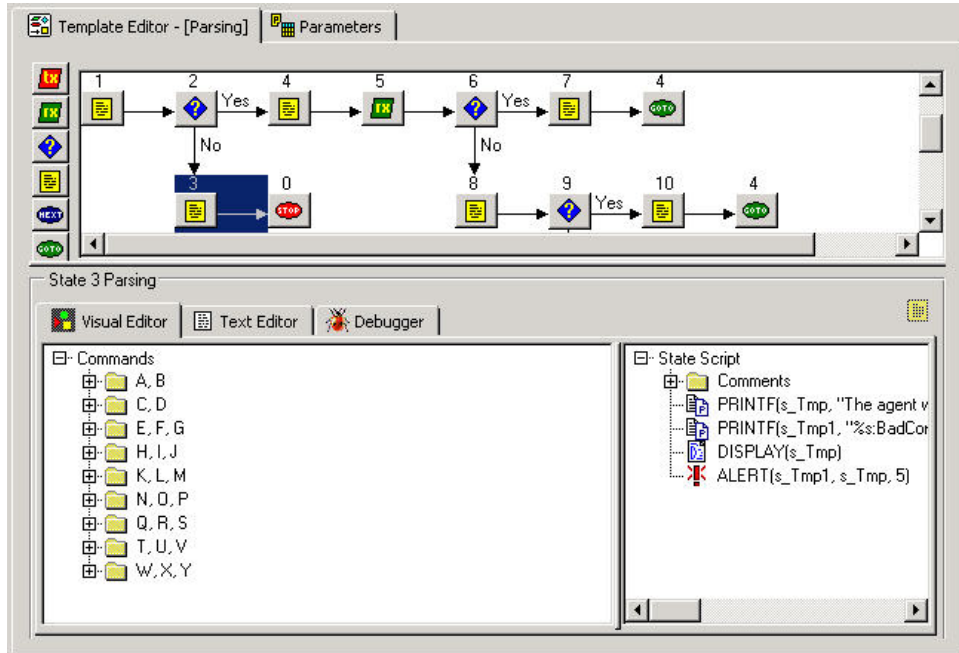 Template Editor - [Parsing] Parameters
tx
rx
?
NEXT
GOTO
1 2 4 5 6 7 4
? Yes rx ? Yes GOTO
No No
3 0 8 9 10 4
STOP ? Yes GOTO
State 3 Parsing
Visual Editor Text Editor Debugger
Commands
A, B
C, D
E, F, G
H, I, J
K, L, M
N, O, P
Q, R, S
T, U, V
W, X, Y
State Script
Comments
PRINTF(s_Tmp, "The agent w
PRINTF(s_Tmp1, "%s:BadCor
DISPLAY(s_Tmp)
ALERT(s_Tmp1, s_Tmp, 5)